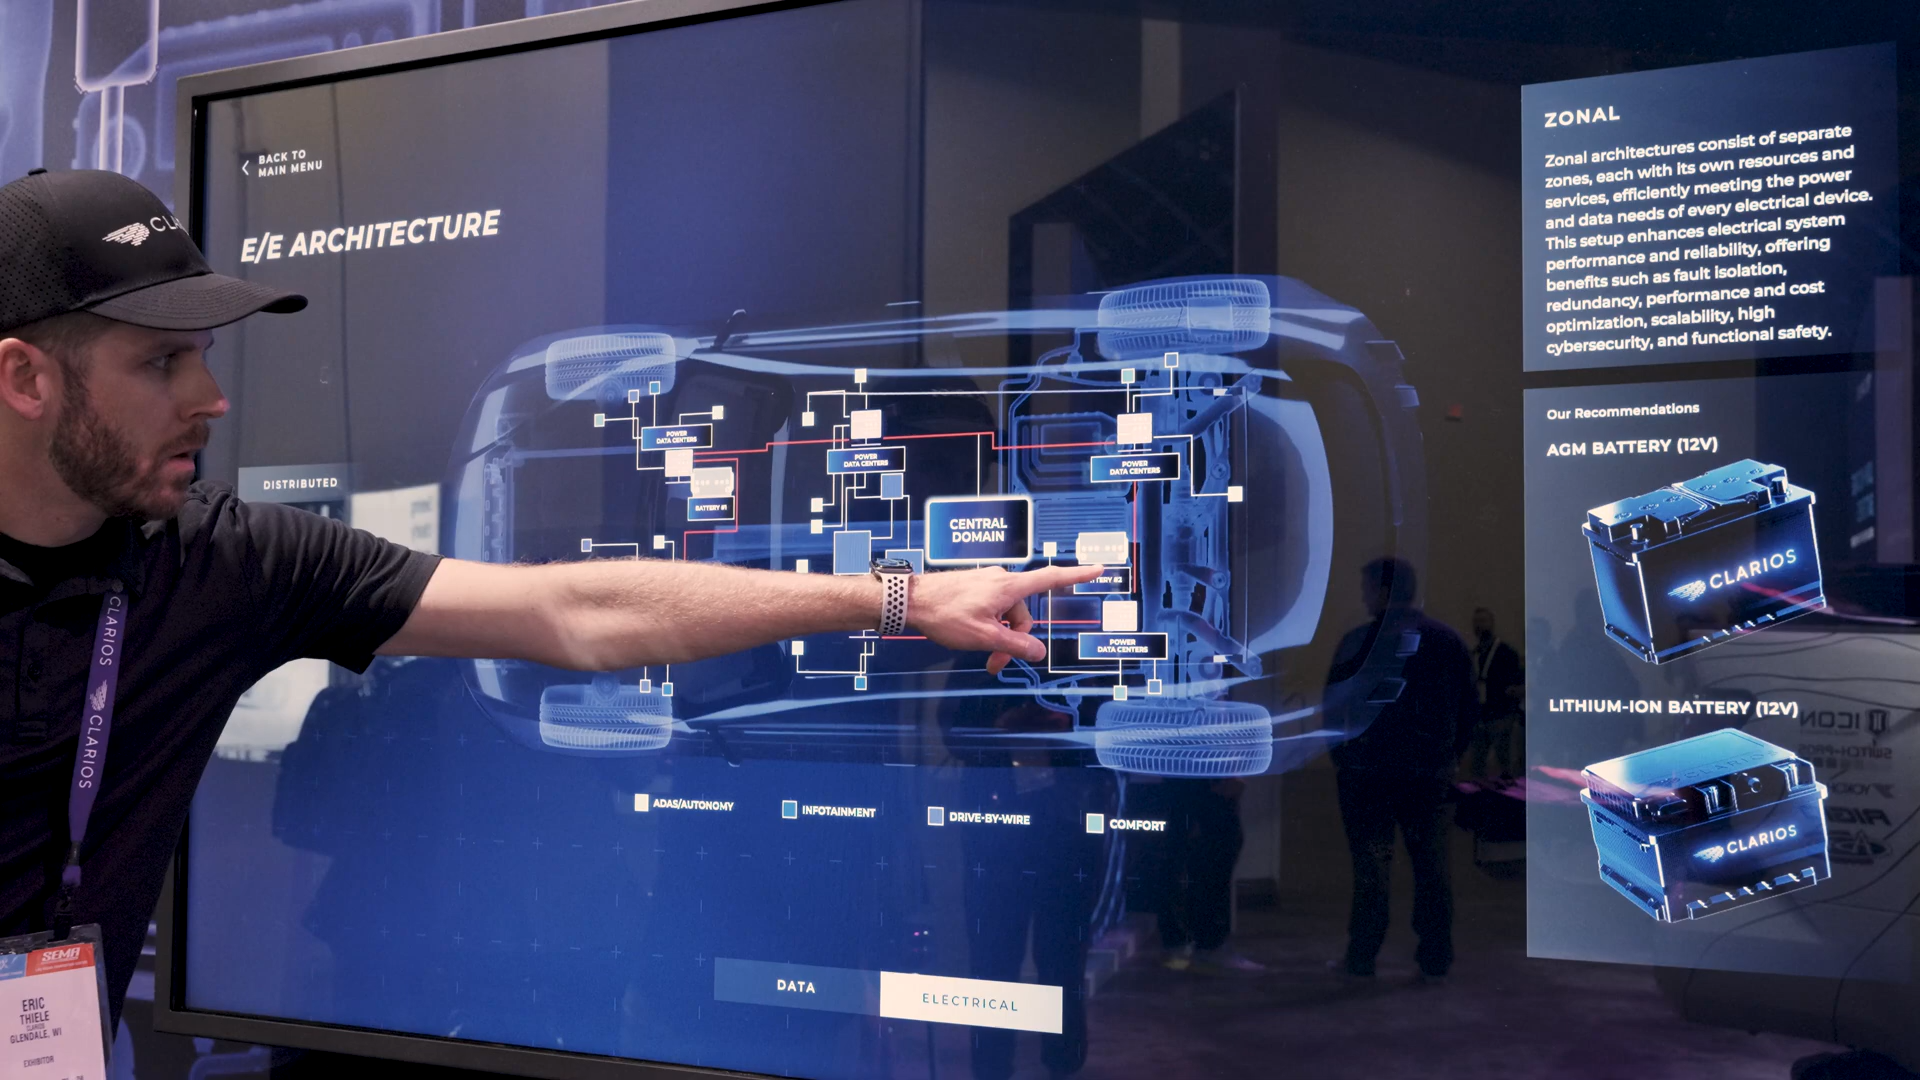 BACK TO
MAIN MENU
E/E ARCHITECTURE
DISTRIBUTED
POWER
DATA CENTERS
BATTERY #1
POWER
DATA CENTERS
CENTRAL
DOMAIN
POWER
DATA CENTERS
POWER
DATA CENTERS
ADAS/AUTONOMY
INFOTAINMENT
DRIVE-BY-WIRE
COMFORT
DATA
ELECTRICAL
ZONAL
Zonal architectures consist of separate
zones, each with its own resources and
services, efficiently meeting the power
and data needs of every electrical device.
This setup enhances electrical system
performance and reliability, offering
benefits such as fault isolation,
redundancy, performance and cost
optimization, scalability, high
cybersecurity, and functional safety.
Our Recommendations
AGM BATTERY (12V)
CLARIOS
LITHIUM-ION BATTERY (12V)
CLARIOS
CLARIOS
CLARIOS
SEMA
ERIC
THIELE
CLARIOS
GLENDALE, WI
EXHIBITOR